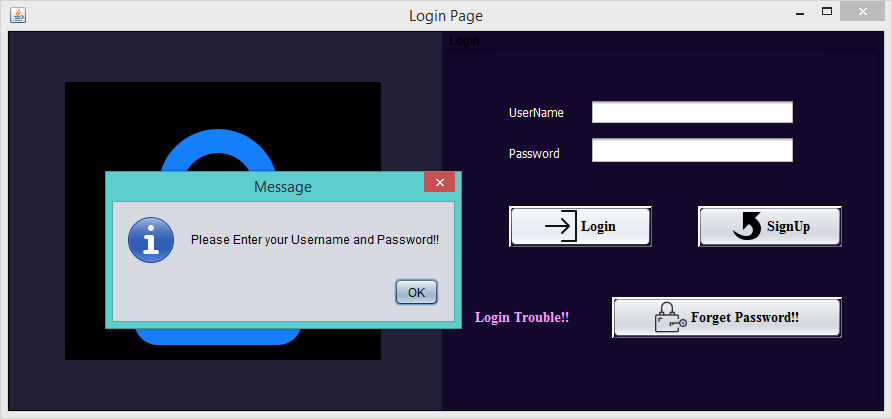 Login Page
Login
UserName
Password
Message
Please Enter your Username and Password!!
OK
Login
SignUp
Login Trouble!!
Forget Password!!